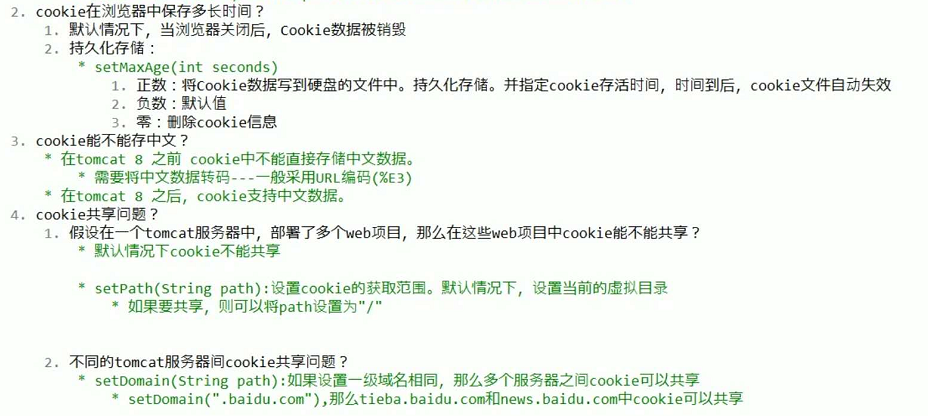 2. cookie在浏览器中保存多长时间？
1. 默认情况下，当浏览器关闭后，Cookie数据被销毁
2. 持久化存储：
* setMaxAge(int seconds)
1. 正数：将Cookie数据写到硬盘的文件中。持久化存储。并指定cookie存活时间，时间到后，cookie文件自动失效
2. 负数：默认值
3. 零：删除cookie信息
3. cookie能不能存中文？
* 在tomcat 8 之前 cookie中不能直接存储中文数据。
* 需要将中文数据转码---一般采用URL编码(%E3)
* 在tomcat 8 之后，cookie支持中文数据。
4. cookie共享问题？
1. 假设在一个tomcat服务器中，部署了多个web项目，那么在这些web项目中cookie能不能共享？
* 默认情况下cookie不能共享
* setPath(String path):设置cookie的获取范围。默认情况下，设置当前的虚拟目录
* 如果要共享，则可以将path设置为"/"
2. 不同的tomcat服务器间cookie共享问题？
* setDomain(String path):如果设置一级域名相同，那么多个服务器之间cookie可以共享
* setDomain(".baidu.com"),那么tieba.baidu.com和news.baidu.com中cookie可以共享